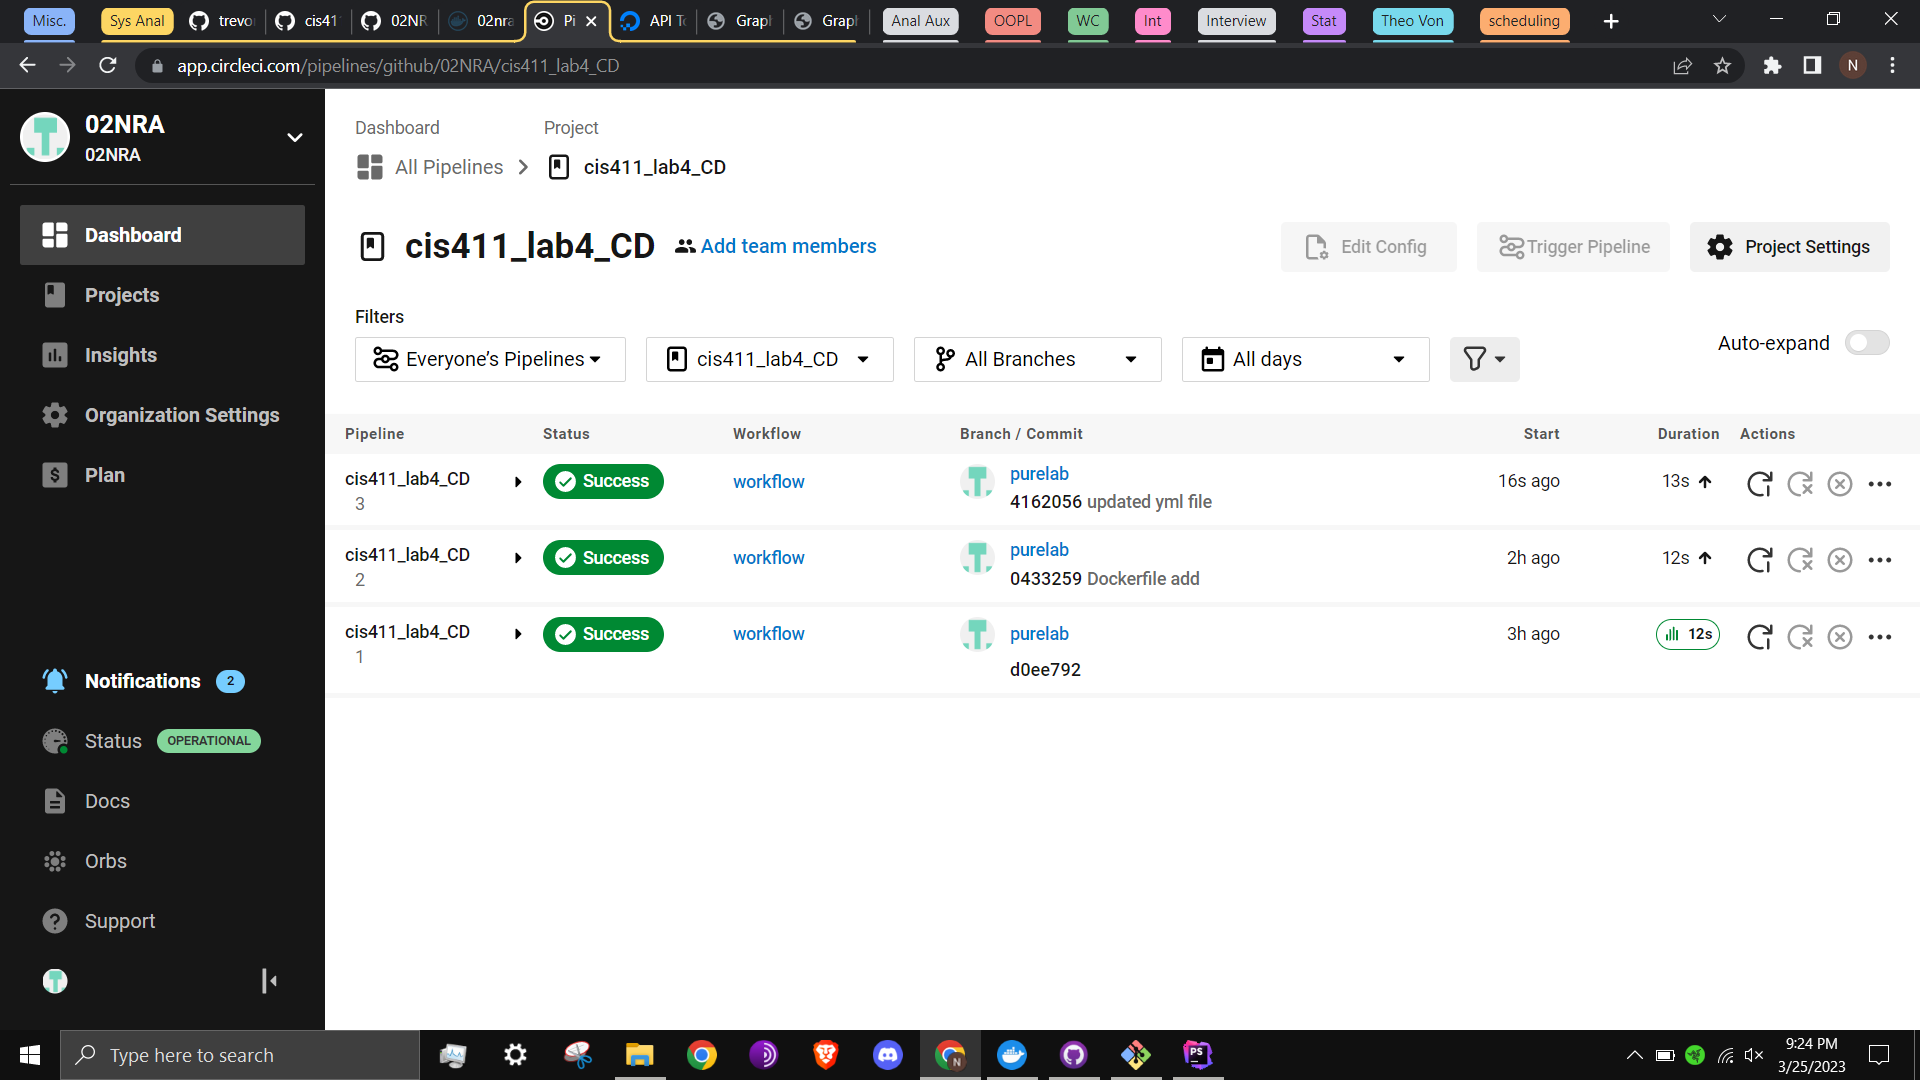 Misc.
Sys Anal
trevo
cis41
02NR
02nra
Pi
API To
Graph
Graph
Anal Aux
OOPL
WC
Int
Interview
Stat
Theo Von
scheduling
app.circleci.com/pipelines/github/02NRA/cis411_lab4_CD
N
02NRA
02NRA
Dashboard
Projects
Insights
Organization Settings
Plan
Notifications 2
Status OPERATIONAL
Docs
Orbs
Support
Dashboard Project
All Pipelines cis411_lab4_CD
cis411_lab4_CD Add team members
Edit Config
Trigger Pipeline
Project Settings
Filters
Everyone’s Pipelines
cis411_lab4_CD
All Branches
All days
Auto-expand
Pipeline Status Workflow Branch / Commit Start Duration Actions
cis411_lab4_CD Success workflow purelab 16s ago 13s
3 4162056 updated yml file
cis411_lab4_CD Success workflow purelab 2h ago 12s
2 0433259 Dockerfile add
cis411_lab4_CD Success workflow purelab 3h ago 12s
1 d0ee792
Type here to search
N
PS
9:24 PM
3/25/2023